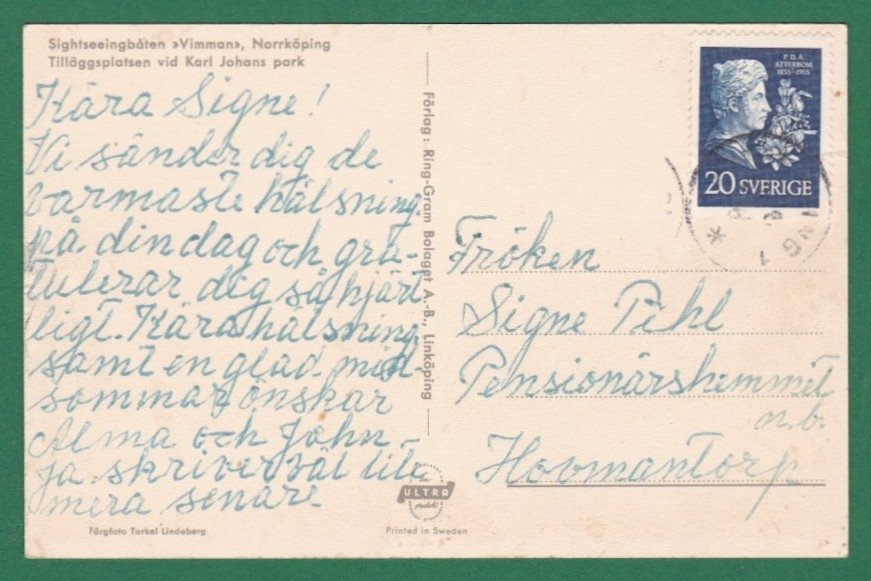 Sightseeingbåten »Vimman», Norrköping
Tilläggsplatsen vid Karl Johans park
Kära Signe!
Vi sänder dig de
varmaste hälsning.
på din dag och gra-
tulerar dig så hjärt
ligt. Kära hälsning.
samt en glad mid-
sommar önskar
Alma och John
ja skriver väl lite
mera senare
Färgfoto Torkel Lindeberg
Förlag: Ring-Gram Bolaget A.-B., Linköping
ULTRA
produkt
Printed in Sweden
P.D.A.
ATTERBOM
1855-1955
20 SVERIGE
Fröken
Signe Pihl
Pensionärshemmet
n.b.
Hovmantorp